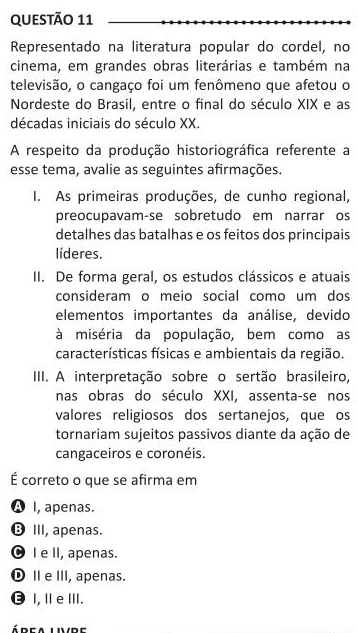 QUESTÃO 11
Representado na literatura popular do cordel, no
cinema, em grandes obras literárias e também na
televisão, o cangaço foi um fenômeno que afetou o
Nordeste do Brasil, entre o final do século XIX e as
décadas iniciais do século XX.
A respeito da produção historiográfica referente a
esse tema, avalie as seguintes afirmações.
I. As primeiras produções, de cunho regional,
preocupavam-se sobretudo em narrar os
detalhes das batalhas e os feitos dos principais
líderes.
II. De forma geral, os estudos clássicos e atuais
consideram o meio social como um dos
elementos importantes da análise, devido
à miséria da população, bem como as
características físicas e ambientais da região.
III. A interpretação sobre o sertão brasileiro,
nas obras do século XXI, assenta-se nos
valores religiosos dos sertanejos, que os
tornariam sujeitos passivos diante da ação de
cangaceiros e coronéis.
É correto o que se afirma em
A I, apenas.
B III, apenas.
C I e II, apenas.
D II e III, apenas.
E I, II e III.
ÁREA LIVRE